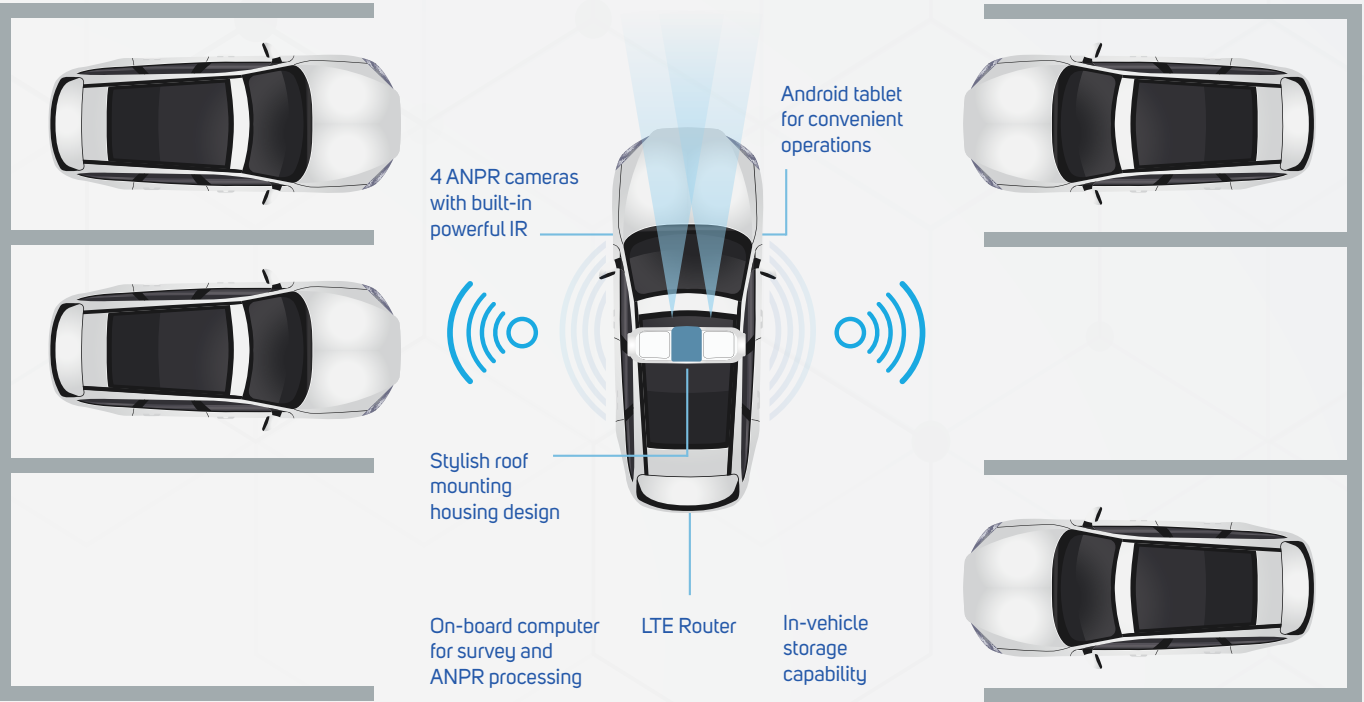 Android tablet
for convenient
operations
4 ANPR cameras
with built-in
powerful IR
Stylish roof
mounting
housing design
On-board computer
for survey and
ANPR processing
LTE Router
In-vehicle
storage
capability